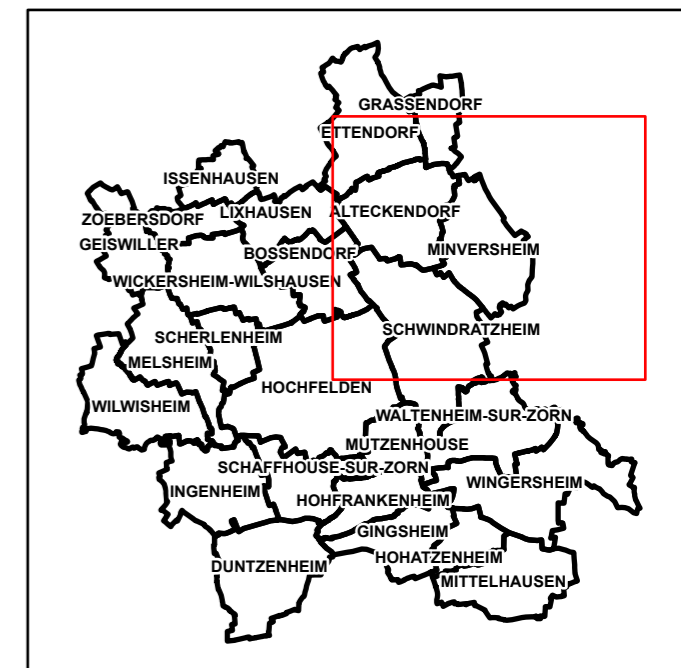 GRASSENDORF
ETTENDORF
ISSENHAUSEN
ZOEBERSDORF
LIXHAUSEN
ALTECKENDORF
GEISWILLER
BOSSENDORF
MINVERSHEIM
WICKERSHEIM-WILSHAUSEN
SCHERLENHEIM
SCHWINDRATZHEIM
MELSHEIM
HOCHFELDEN
WILWISHEIM
WALTENHEIM-SUR-ZORN
MUTZENHOUSE
SCHAFFHOUSE-SUR-ZORN
INGENHEIM
WINGERSHEIM
HOHFRANKENHEIM
GINGSHEIM
HOHATZENHEIM
DUNTZENHEIM
MITTELHAUSEN